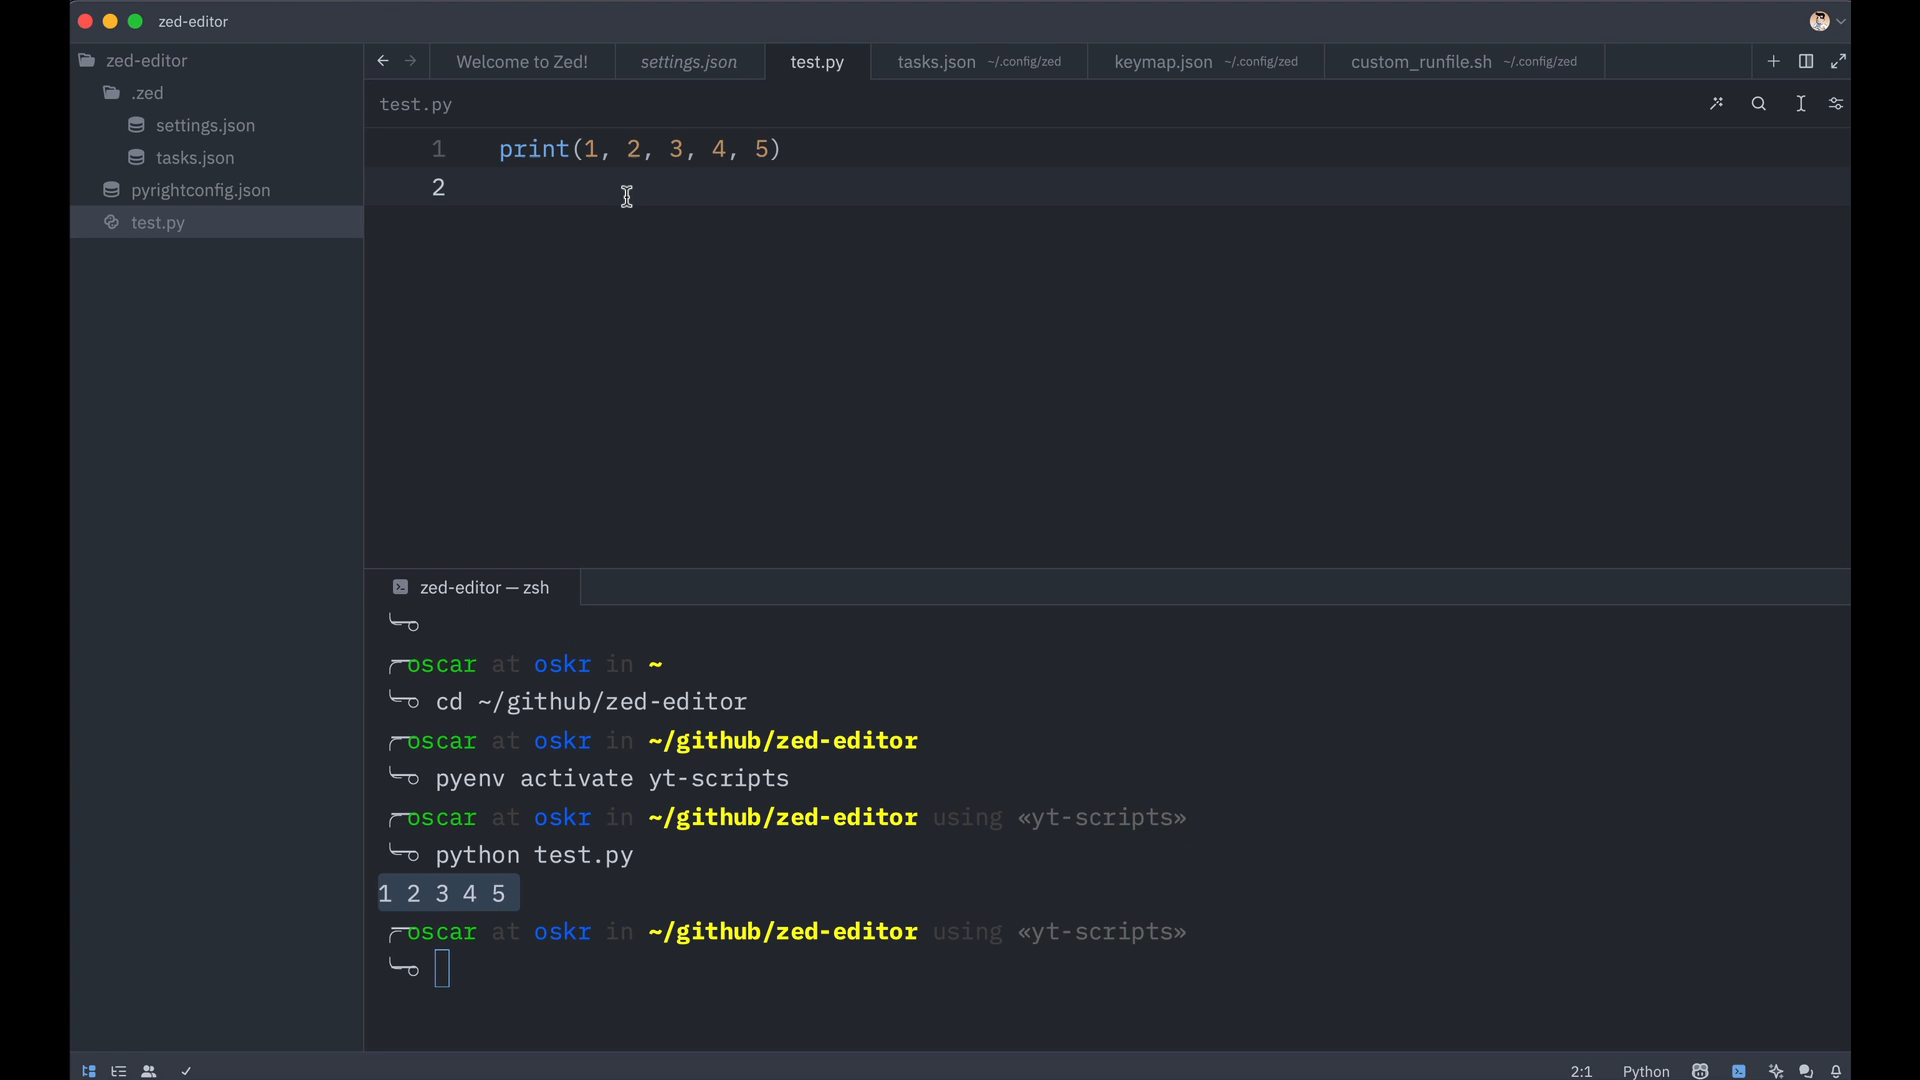 zed-editor
zed-editor
.zed
settings.json
tasks.json
pyrightconfig.json
test.py
Welcome to Zed!
settings.json
test.py
tasks.json ~/.config/zed
keymap.json ~/.config/zed
custom_runfile.sh ~/.config/zed
test.py
1 print(1, 2, 3, 4, 5)
2
zed-editor — zsh
oscar at oskr in ~
cd ~/github/zed-editor
oscar at oskr in ~/github/zed-editor
pyenv activate yt-scripts
oscar at oskr in ~/github/zed-editor using «yt-scripts»
python test.py
1 2 3 4 5
oscar at oskr in ~/github/zed-editor using «yt-scripts»
2:1 Python